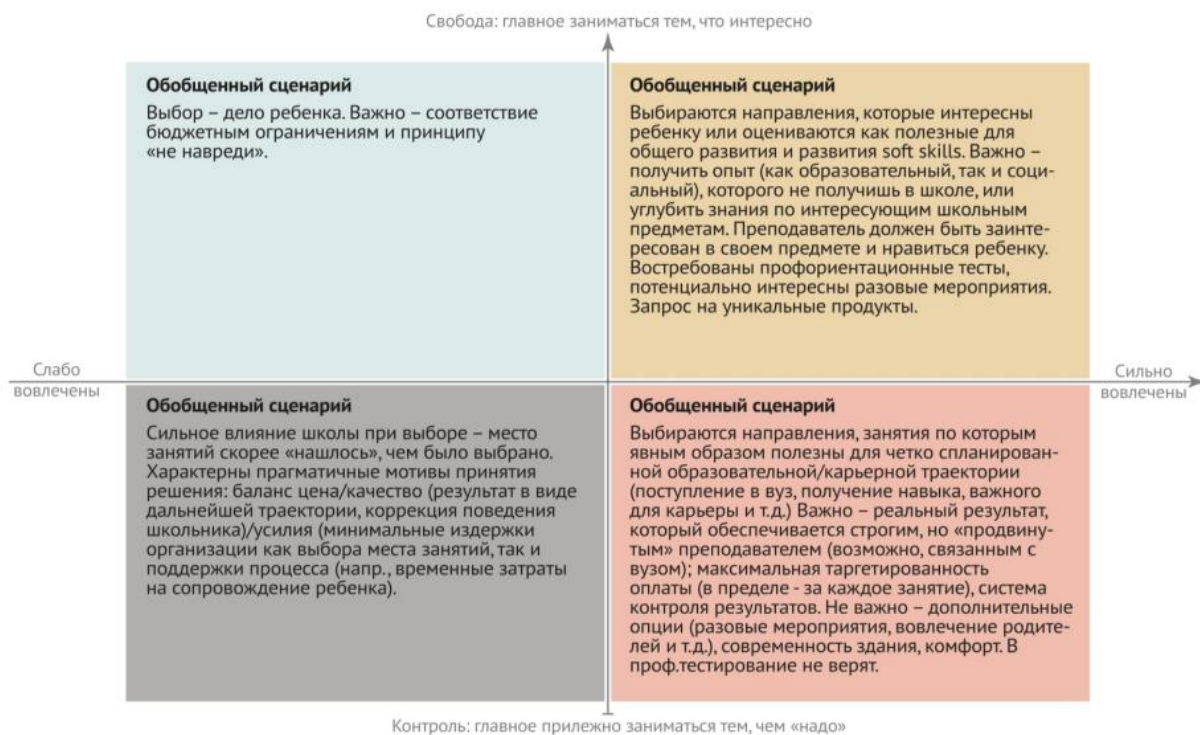 Свобода: главное заниматься тем, что интересно
Обобщенный сценарий
Выбор – дело ребенка. Важно – соответствие
бюджетным ограничениям и принципу
«не навреди».
Обобщенный сценарий
Выбираются направления, которые интересны
ребенку или оцениваются как полезные для
общего развития и развития soft skills. Важно –
получить опыт (как образовательный, так и соци-
альный), которого не получишь в школе, или
углубить знания по интересующим школьным
предметам. Преподаватель должен быть заинте-
ресован в своем предмете и нравиться ребенку.
Востребованы профориентационные тесты,
потенциально интересны разовые мероприятия.
Запрос на уникальные продукты.
Слабо
вовлечены
Сильно
вовлечены
Обобщенный сценарий
Сильное влияние школы при выборе – место
занятий скорее «нашлось», чем было выбрано.
Характерны прагматичные мотивы принятия
решения: баланс цена/качество (результат в виде
дальнейшей траектории, коррекция поведения
школьника)/усилия (минимальные издержки
организации как выбора места занятий, так и
поддержки процесса (напр., временные затраты
на сопровождение ребенка).
Обобщенный сценарий
Выбираются направления, занятия по которым
явным образом полезны для четко спланирован-
ной образовательной/карьерной траектории
(поступление в вуз, получение навыка, важного
для карьеры и т.д.) Важно – реальный результат,
который обеспечивается строгим, но «продвину-
тым» преподавателем (возможно, связанным с
вузом); максимальная таргетированность
оплаты (в пределе - за каждое занятие), система
контроля результатов. Не важно – дополнительные
опции (разовые мероприятия, вовлечение родите-
лей и т.д.), современность здания, комфорт. В
проф.тестирование не верят.
Контроль: главное прилежно заниматься тем, чем «надо»